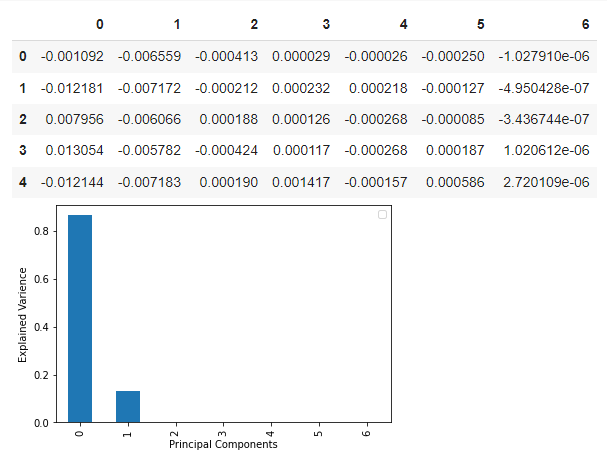 0 1 2 3 4 5 6
0 -0.001092 -0.006559 -0.000413 0.000029 -0.000026 -0.000250 -1.027910e-06
1 -0.012181 -0.007172 -0.000212 0.000232 0.000218 -0.000127 -4.950428e-07
2 0.007956 -0.006066 0.000188 0.000126 -0.000268 -0.000085 -3.436744e-07
3 0.013054 -0.005782 -0.000424 0.000117 -0.000268 0.000187 1.020612e-06
4 -0.012144 -0.007183 0.000190 0.001417 -0.000157 0.000586 2.720109e-06
0.8
0.6
0.4
0.2
0.0
Explained Varience
0 1 2 3 4 5 6
Principal Components